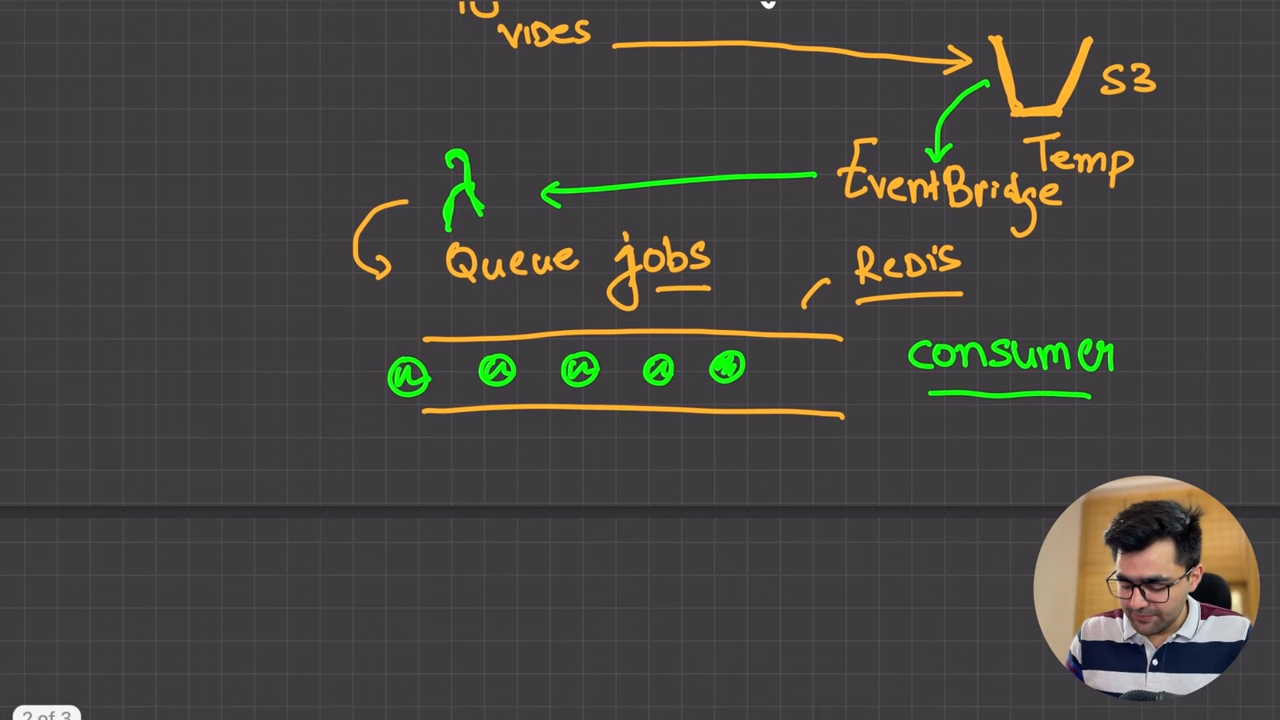 VIDES
S3
Temp
EventBridge
λ
Queue jobs
Redis
consumer
2 of 3